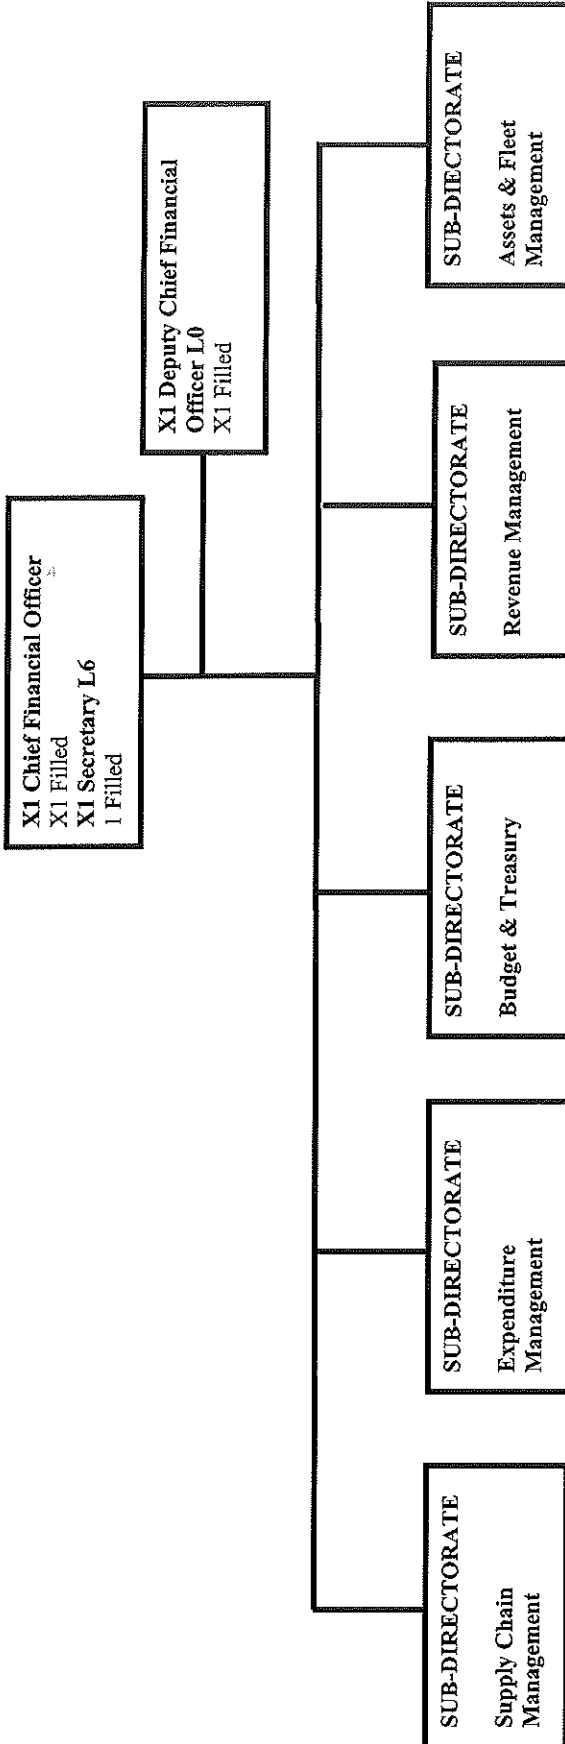 X1 Chief Financial Officer
X1 Filled
X1 Secretary L6
1 Filled
X1 Deputy Chief Financial
Officer L0
X1 Filled
SUB-DIRECTORATE
Supply Chain
Management
SUB-DIRECTORATE
Expenditure
Management
SUB-DIRECTORATE
Budget & Treasury
SUB-DIRECTORATE
Revenue Management
SUB-DIECTORATE
Assets & Fleet
Management